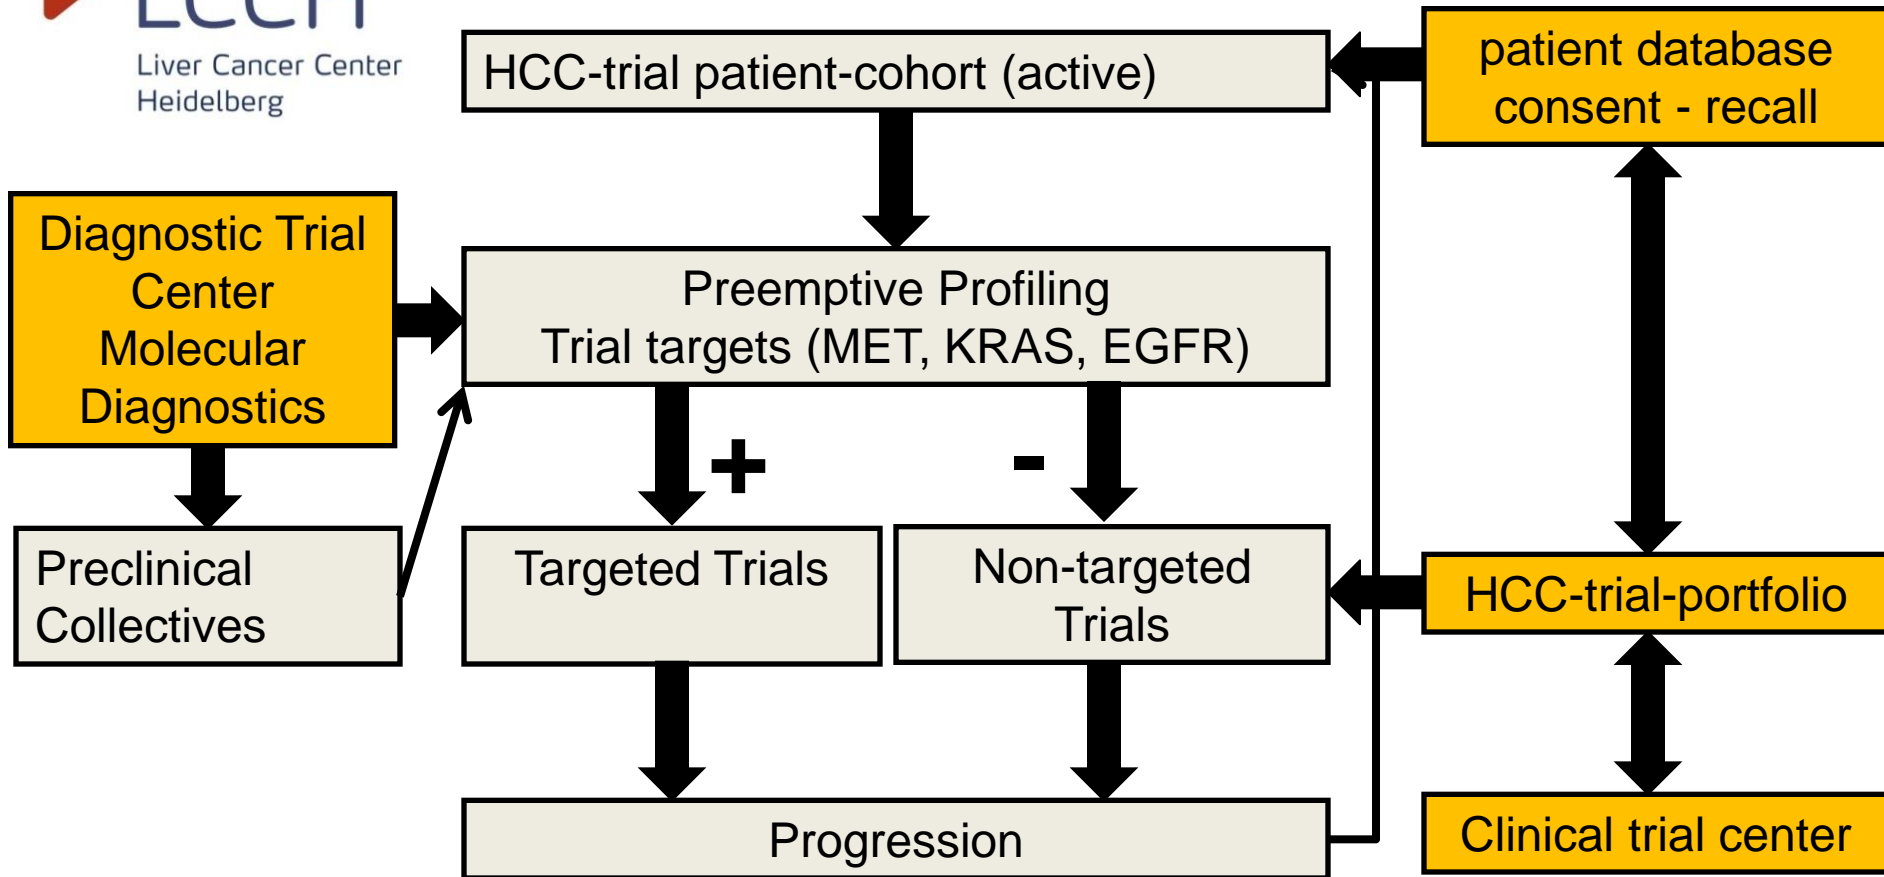 LCCH
Liver Cancer Center
Heidelberg
HCC-trial patient-cohort (active)
patient database
consent - recall
Diagnostic Trial
Center
Molecular
Diagnostics
Preemptive Profiling
Trial targets (MET, KRAS, EGFR)
+
-
Preclinical
Collectives
Targeted Trials
Non-targeted
Trials
HCC-trial-portfolio
Progression
Clinical trial center